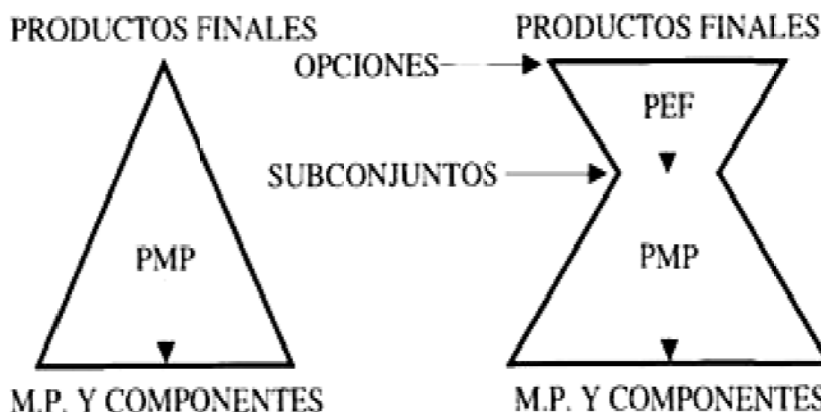 PRODUCTOS FINALES
PMP
M.P. Y COMPONENTES
PRODUCTOS FINALES
OPCIONES
PEF
SUBCONJUNTOS
PMP
M.P. Y COMPONENTES